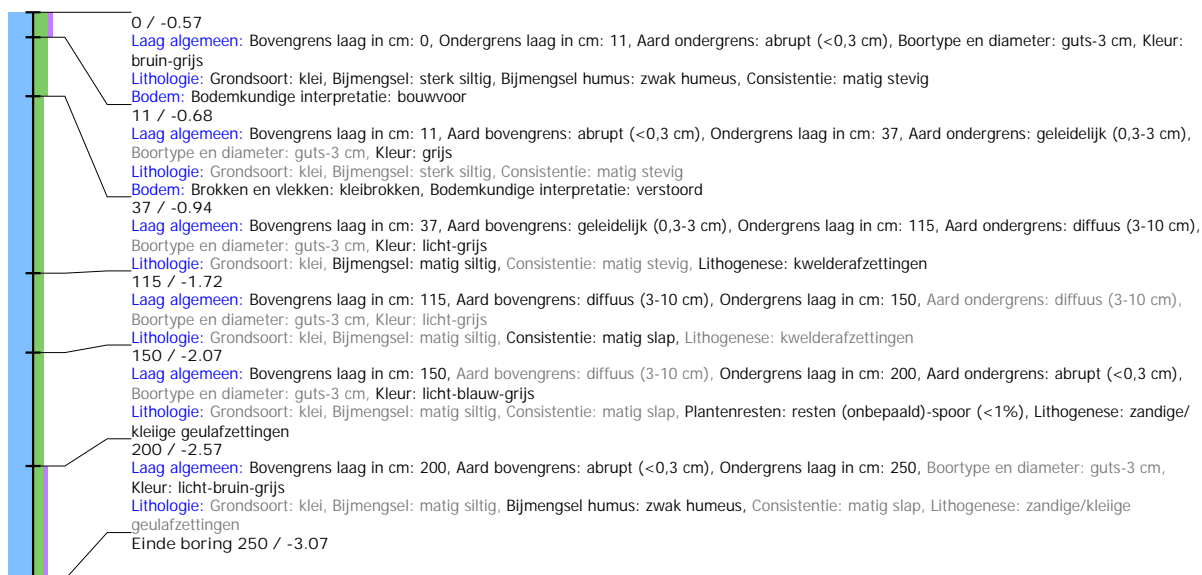 0 / -0.57
Laag algemeen: Bovengrens laag in cm: 0, Ondergrens laag in cm: 11, Aard ondergrens: abrupt (<0,3 cm), Boortype en diameter: guts-3 cm, Kleur:
bruin-grijs
Lithologie: Grondsoort: klei, Bijmengsel: sterk siltig, Bijmengsel humus: zwak humeus, Consistentie: matig stevig
Bodem: Bodemkundige interpretatie: bouwvoor
11 / -0.68
Laag algemeen: Bovengrens laag in cm: 11, Aard bovengrens: abrupt (<0,3 cm), Ondergrens laag in cm: 37, Aard ondergrens: geleidelijk (0,3-3 cm),
Boortype en diameter: guts-3 cm, Kleur: grijs
Lithologie: Grondsoort: klei, Bijmengsel: sterk siltig, Consistentie: matig stevig
Bodem: Brokken en vlekken: kleibrokken, Bodemkundige interpretatie: verstoord
37 / -0.94
Laag algemeen: Bovengrens laag in cm: 37, Aard bovengrens: geleidelijk (0,3-3 cm), Ondergrens laag in cm: 115, Aard ondergrens: diffuus (3-10 cm),
Boortype en diameter: guts-3 cm, Kleur: licht-grijs
Lithologie: Grondsoort: klei, Bijmengsel: matig siltig, Consistentie: matig stevig, Lithogenese: kwelderafzettingen
115 / -1.72
Laag algemeen: Bovengrens laag in cm: 115, Aard bovengrens: diffuus (3-10 cm), Ondergrens laag in cm: 150, Aard ondergrens: diffuus (3-10 cm),
Boortype en diameter: guts-3 cm, Kleur: licht-grijs
Lithologie: Grondsoort: klei, Bijmengsel: matig siltig, Consistentie: matig slap, Lithogenese: kwelderafzettingen
150 / -2.07
Laag algemeen: Bovengrens laag in cm: 150, Aard bovengrens: diffuus (3-10 cm), Ondergrens laag in cm: 200, Aard ondergrens: abrupt (<0,3 cm),
Boortype en diameter: guts-3 cm, Kleur: licht-blauw-grijs
Lithologie: Grondsoort: klei, Bijmengsel: matig siltig, Consistentie: matig slap, Plantenresten: resten (onbepaald)-spoor (<1%), Lithogenese: zandige/
kleiige geulafzettingen
200 / -2.57
Laag algemeen: Bovengrens laag in cm: 200, Aard bovengrens: abrupt (<0,3 cm), Ondergrens laag in cm: 250, Boortype en diameter: guts-3 cm,
Kleur: licht-bruin-grijs
Lithologie: Grondsoort: klei, Bijmengsel: matig siltig, Bijmengsel humus: zwak humeus, Consistentie: matig slap, Lithogenese: zandige/kleiige
geulafzettingen
Einde boring 250 / -3.07